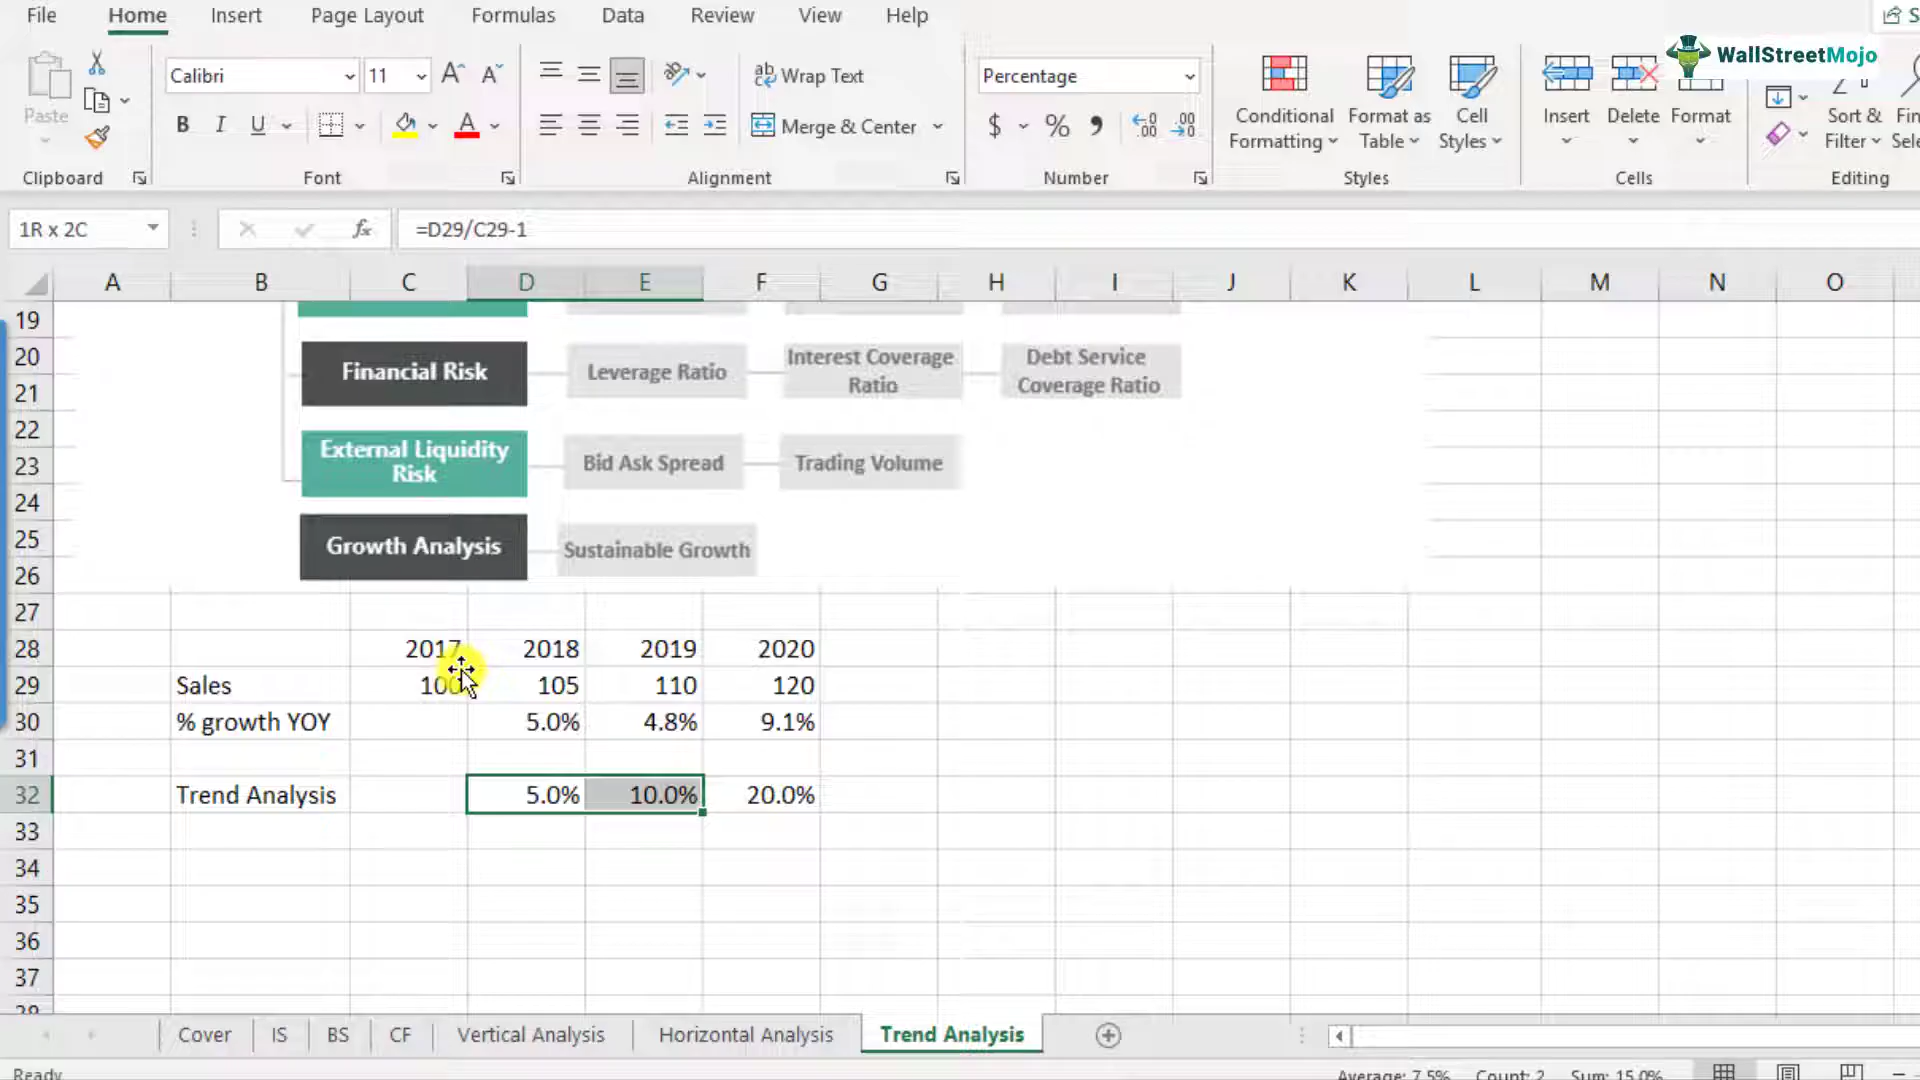 File Home Insert Page Layout Formulas Data Review View Help
WallStreetMojo
Paste
Calibri 11
B I U A
Wrap Text
Merge & Center
Percentage
$ %
Conditional Formatting
Format as Table
Cell Styles
Insert Delete Format
Sort & Filter
Clipboard Font Alignment Number Styles Cells Editing
1R x 2C fx =D29/C29-1
A B C D E F G H I J K L M N O
19
20 Financial Risk Leverage Ratio Interest Coverage Ratio Debt Service Coverage Ratio
21
22
23 External Liquidity Risk Bid Ask Spread Trading Volume
24
25 Growth Analysis Sustainable Growth
26
27
28 2017 2018 2019 2020
29 Sales 100 105 110 120
30 % growth YOY 5.0% 4.8% 9.1%
31
32 Trend Analysis 5.0% 10.0% 20.0%
33
34
35
36
37
Cover IS BS CF Vertical Analysis Horizontal Analysis Trend Analysis
Ready Average: 7.5% Count: 2 Sum: 15.0%